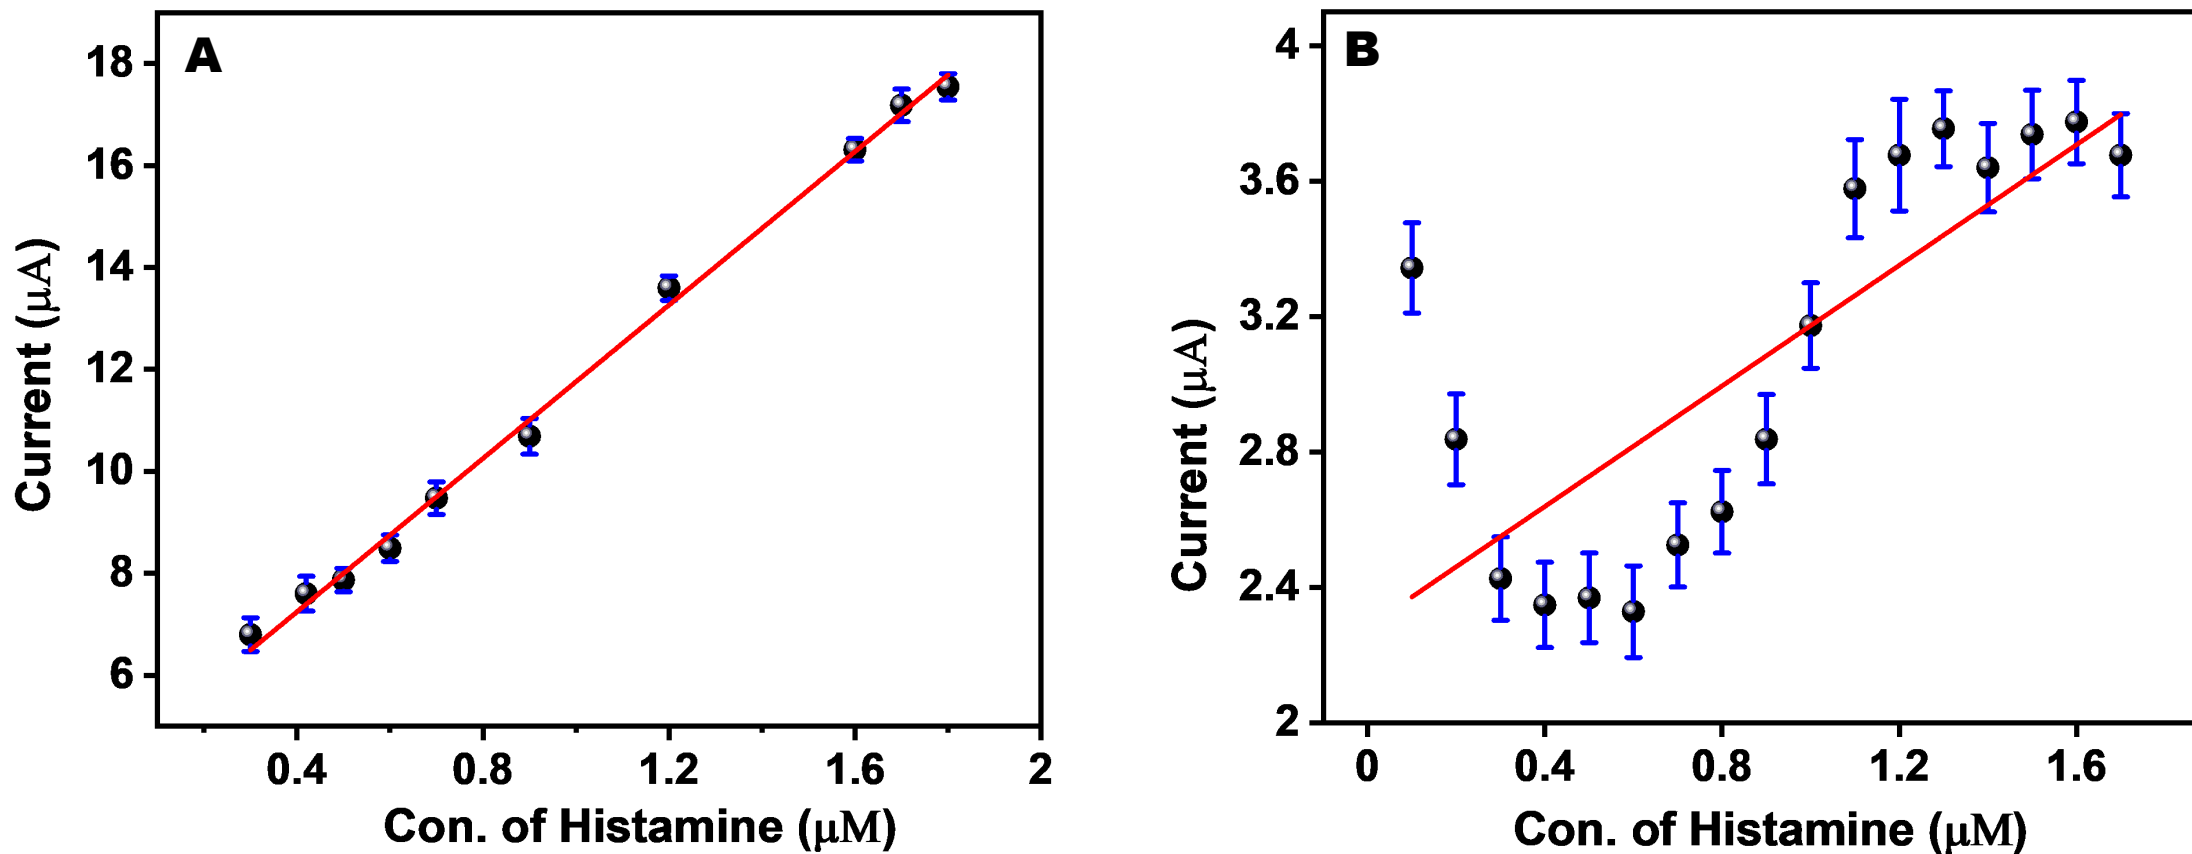 A
18
16
14
12
10
8
6
0.4 0.8 1.2 1.6 2
Current (μA)
Con. of Histamine (μM)
B
4
3.6
3.2
2.8
2.4
2
0 0.4 0.8 1.2 1.6
Current (μA)
Con. of Histamine (μM)